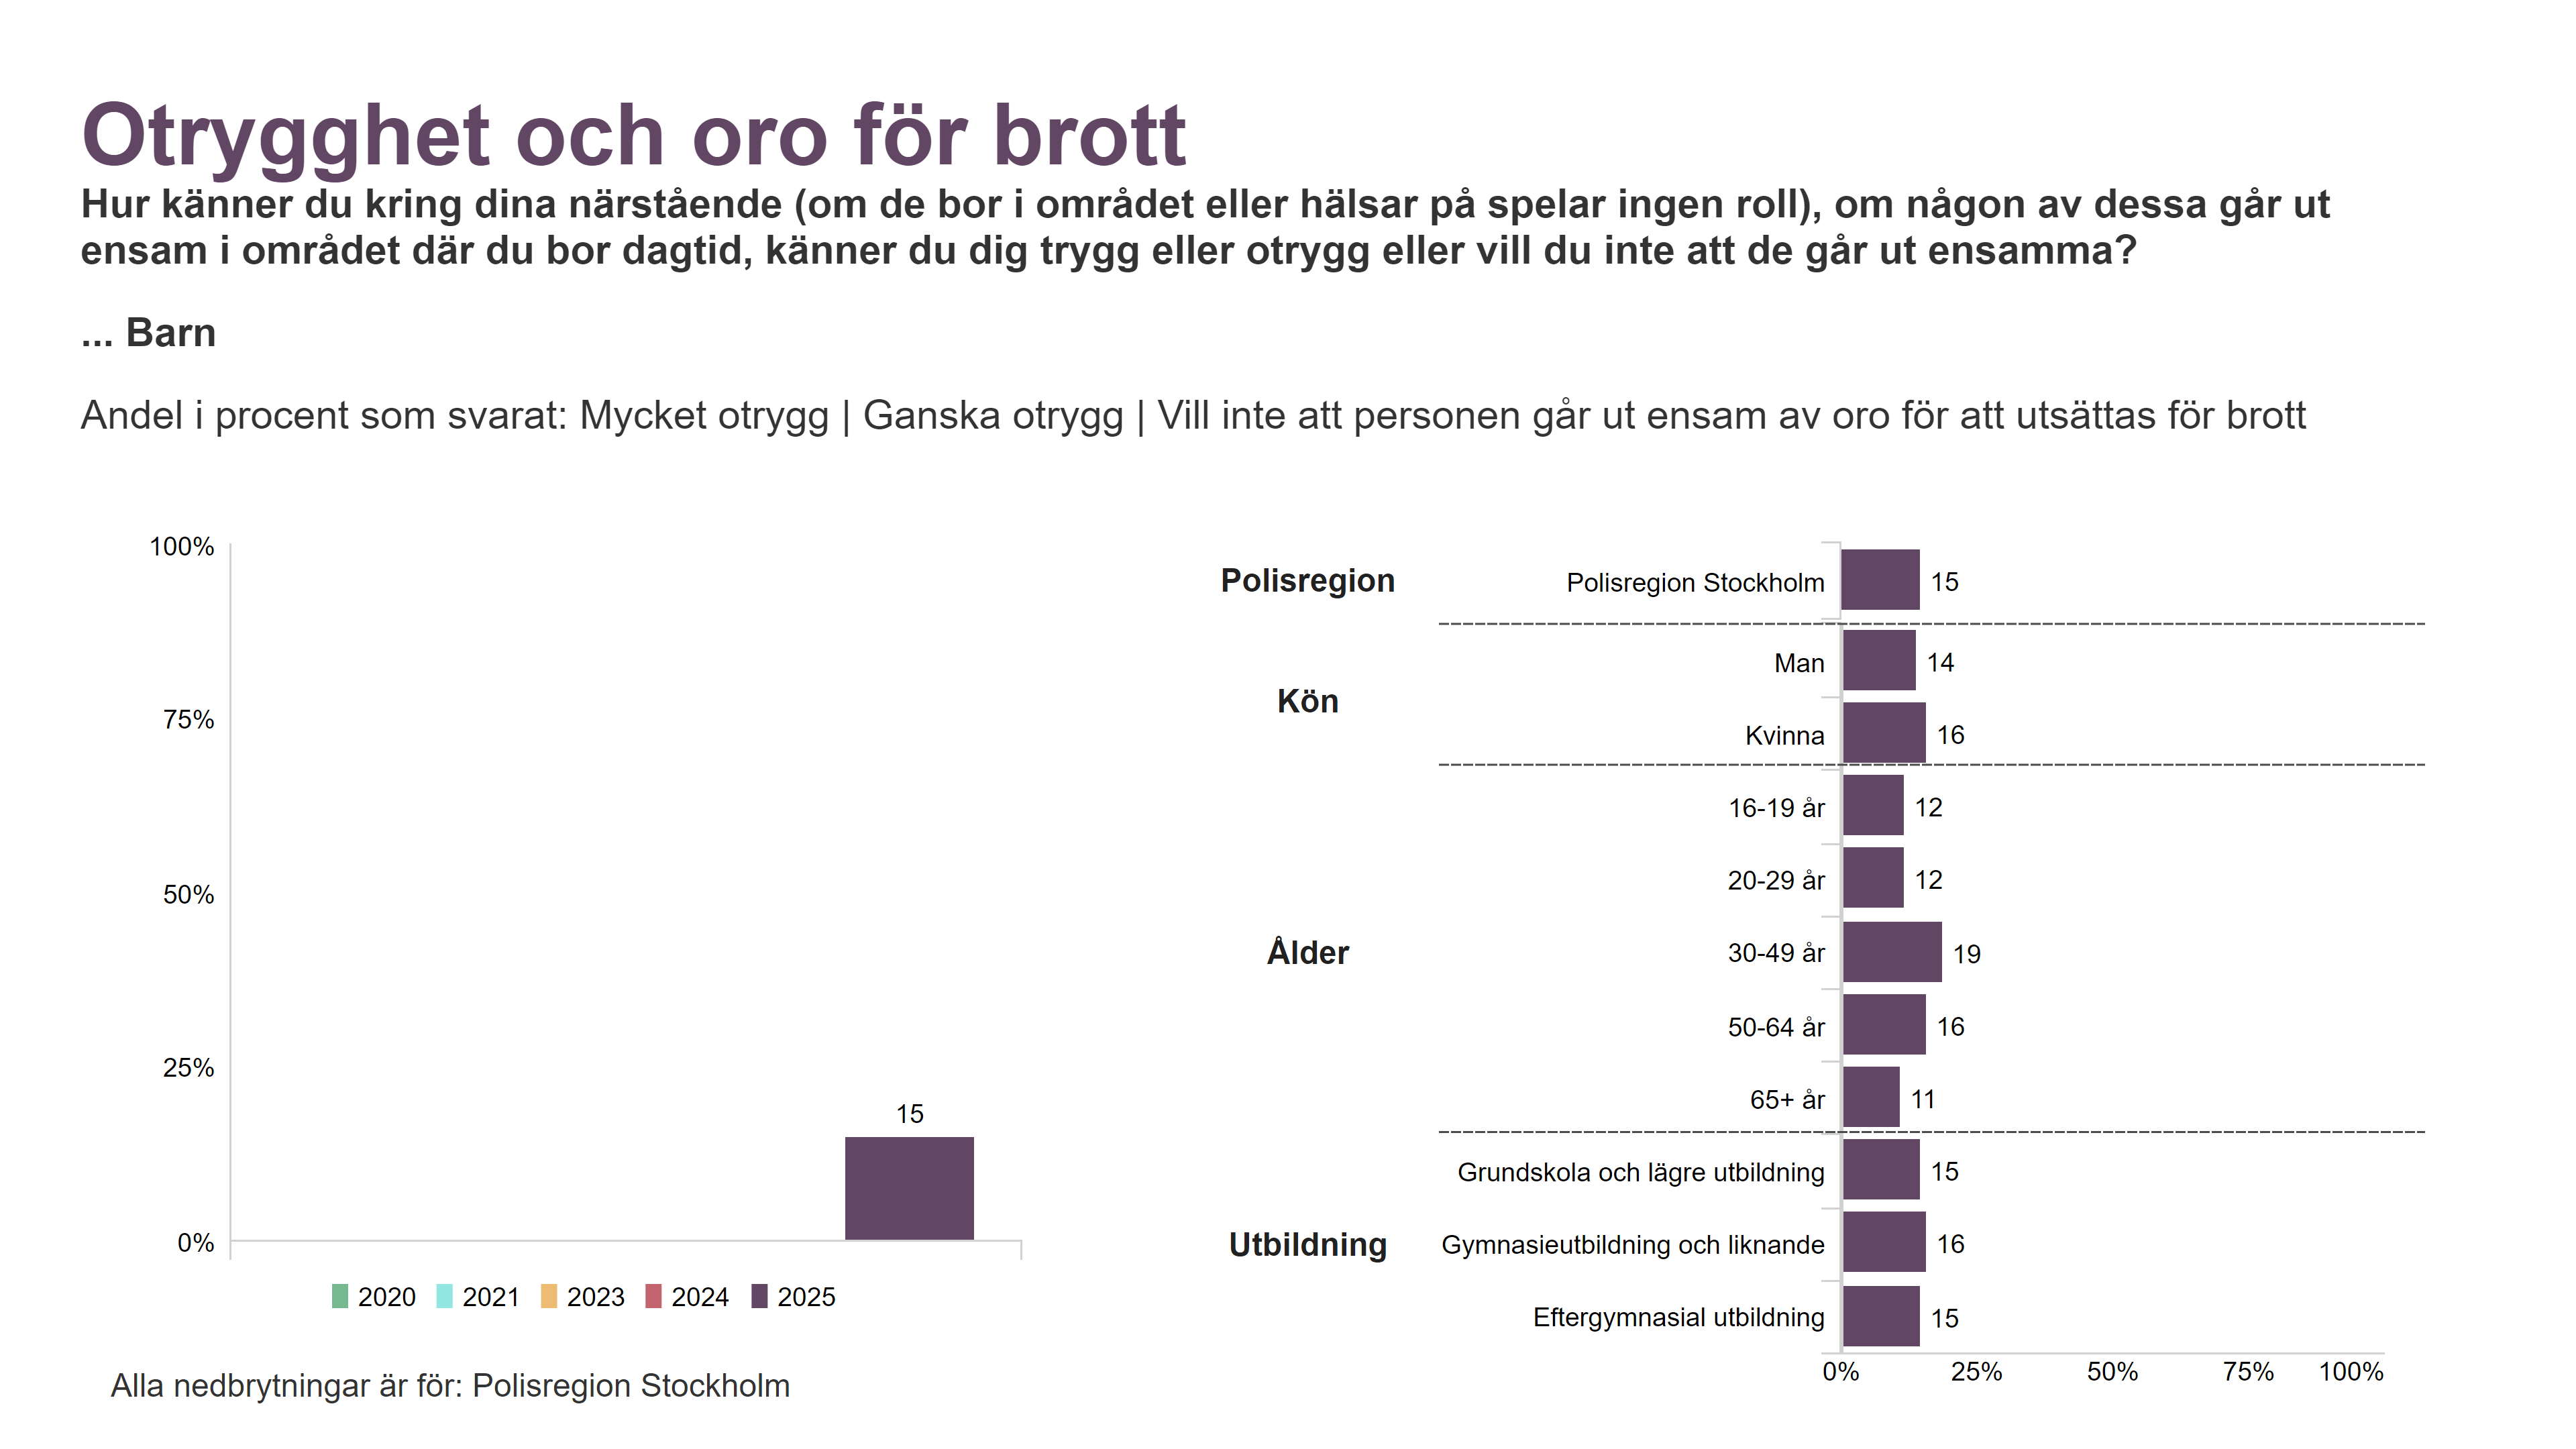 Otrygghet och oro för brott
Hur känner du kring dina närstående (om de bor i området eller hälsar på spelar ingen roll), om någon av dessa går ut
ensam i området där du bor dagtid, känner du dig trygg eller otrygg eller vill du inte att de går ut ensamma?
... Barn
Andel i procent som svarat: Mycket otrygg | Ganska otrygg | Vill inte att personen går ut ensam av oro för att utsättas för brott
100%
75%
50%
25%
0%
15
2020 2021 2023 2024 2025
Alla nedbrytningar är för: Polisregion Stockholm
Polisregion
Polisregion Stockholm 15
Kön
Man 14
Kvinna 16
Ålder
16-19 år 12
20-29 år 12
30-49 år 19
50-64 år 16
65+ år 11
Utbildning
Grundskola och lägre utbildning 15
Gymnasieutbildning och liknande 16
Eftergymnasial utbildning 15
0% 25% 50% 75% 100%